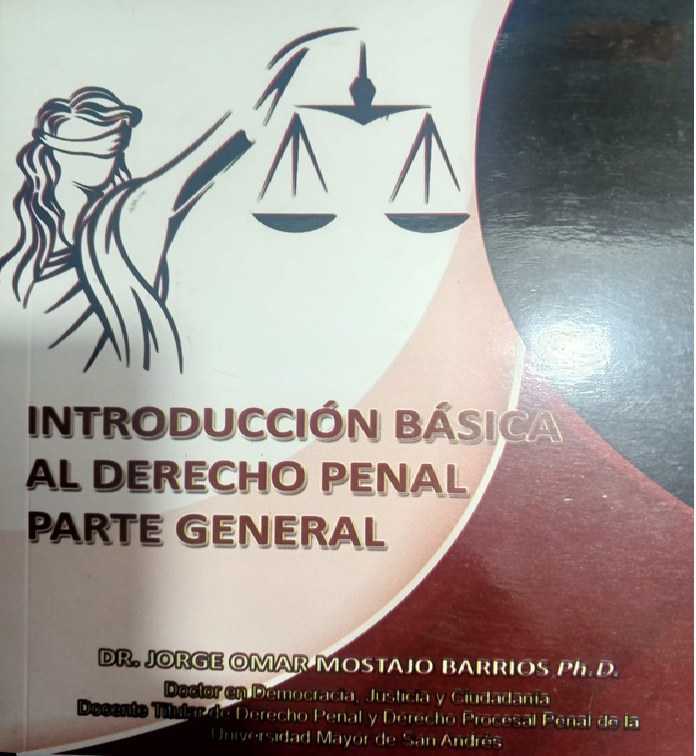 INTRODUCCIÓN BÁSICA
AL DERECHO PENAL
PARTE GENERAL
DR. JORGE OMAR MOSTAJO BARRIOS Ph.D.
Doctor en Democracia, Justicia y Ciudadanía
Docente Titular de Derecho Penal y Derecho Procesal Penal de la
Universidad Mayor de San Andrés